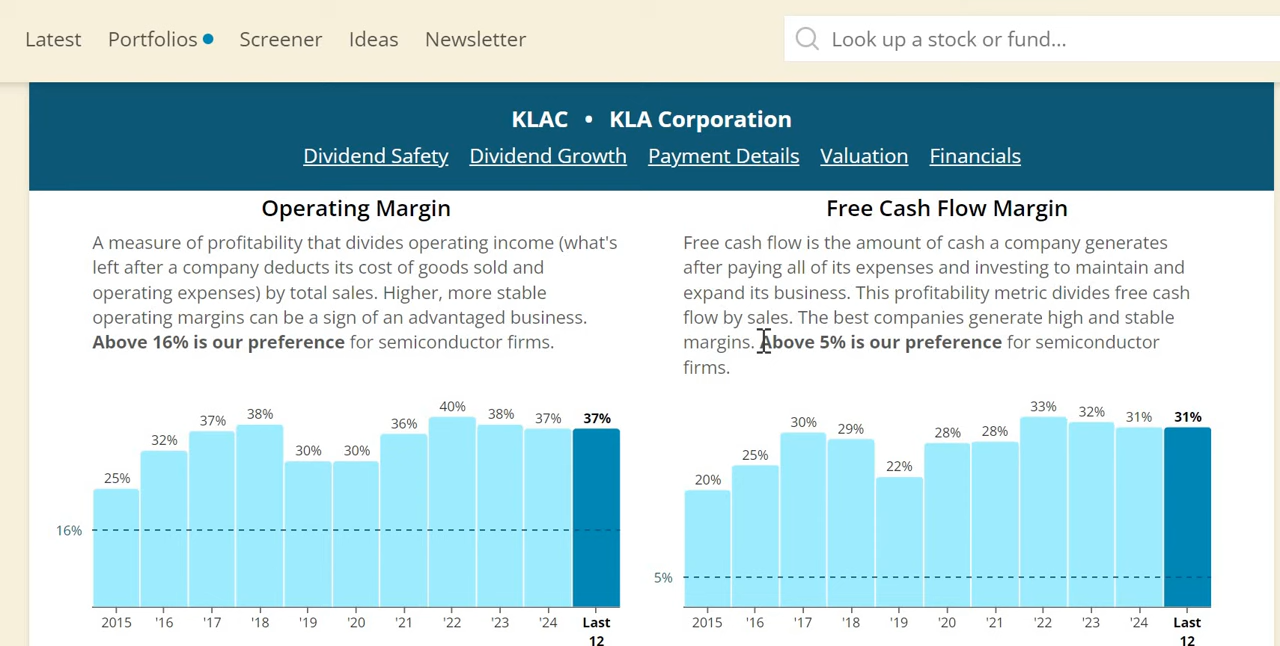 Latest Portfolios Screener Ideas Newsletter Look up a stock or fund...
KLAC • KLA Corporation
Dividend Safety Dividend Growth Payment Details Valuation Financials
Operating Margin
A measure of profitability that divides operating income (what's
left after a company deducts its cost of goods sold and
operating expenses) by total sales. Higher, more stable
operating margins can be a sign of an advantaged business.
Above 16% is our preference for semiconductor firms.
40%
38% 38%
37% 36% 37% 37%
32%
30% 30%
25%
16%
2015 '16 '17 '18 '19 '20 '21 '22 '23 '24 Last
12
Free Cash Flow Margin
Free cash flow is the amount of cash a company generates
after paying all of its expenses and investing to maintain and
expand its business. This profitability metric divides free cash
flow by sales. The best companies generate high and stable
margins. Above 5% is our preference for semiconductor
firms.
33%
32% 31% 31%
30% 29% 28% 28%
25%
20% 22%
5%
2015 '16 '17 '18 '19 '20 '21 '22 '23 '24 Last
12